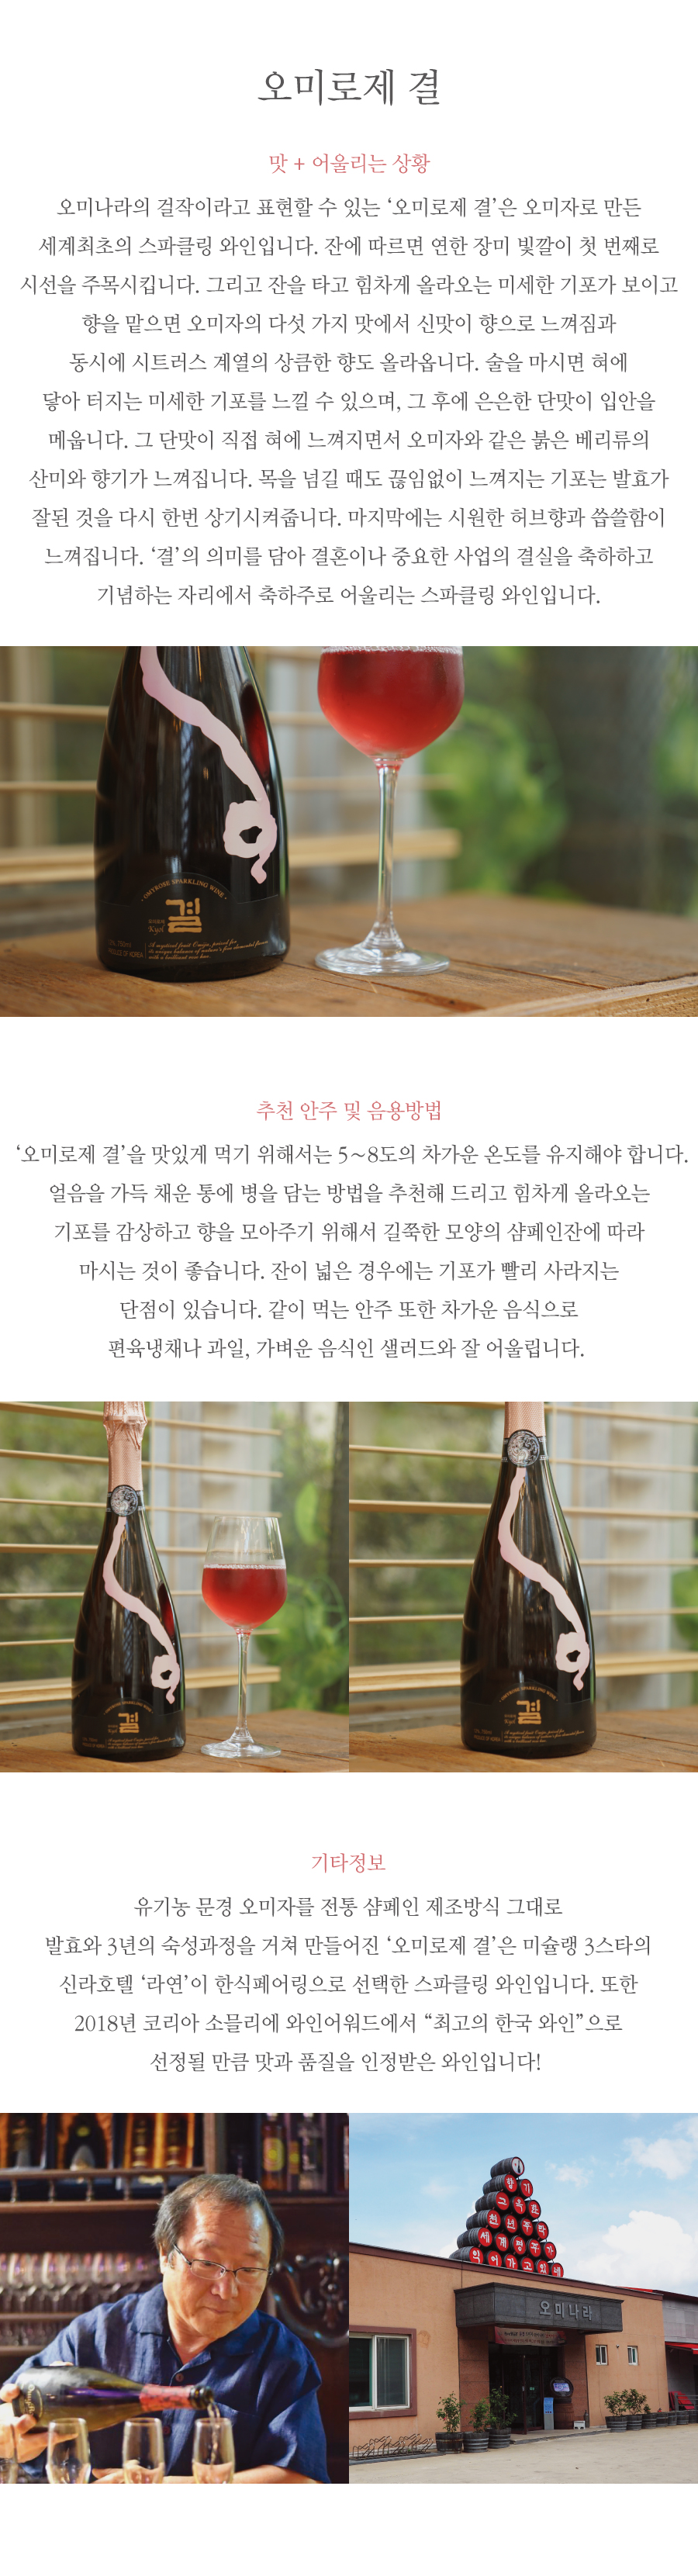 오미로제 결
맛 + 어울리는 상황
오미나라의 걸작이라고 표현할 수 있는 ‘오미로제 결’은 오미자로 만든
세계최초의 스파클링 와인입니다. 잔에 따르면 연한 장미 빛깔이 첫 번째로
시선을 주목시킵니다. 그리고 잔을 타고 힘차게 올라오는 미세한 기포가 보이고
향을 맡으면 오미자의 다섯 가지 맛에서 신맛이 향으로 느껴짐과
동시에 시트러스 계열의 상큼한 향도 올라옵니다. 술을 마시면 혀에
닿아 터지는 미세한 기포를 느낄 수 있으며, 그 후에 은은한 단맛이 입안을
메웁니다. 그 단맛이 직접 혀에 느껴지면서 오미자와 같은 붉은 베리류의
산미와 향기가 느껴집니다. 목을 넘길 때도 끊임없이 느껴지는 기포는 발효가
잘된 것을 다시 한번 상기시켜줍니다. 마지막에는 시원한 허브향과 씁쓸함이
느껴집니다. ‘결’의 의미를 담아 결혼이나 중요한 사업의 결실을 축하하고
기념하는 자리에서 축하주로 어울리는 스파클링 와인입니다.
· OMYROSE SPARKLING WINE ·
결
Kyol
추천 안주 및 음용방법
‘오미로제 결’을 맛있게 먹기 위해서는 5~8도의 차가운 온도를 유지해야 합니다.
얼음을 가득 채운 통에 병을 담는 방법을 추천해 드리고 힘차게 올라오는
기포를 감상하고 향을 모아주기 위해서 길쭉한 모양의 샴페인잔에 따라
마시는 것이 좋습니다. 잔이 넓은 경우에는 기포가 빨리 사라지는
단점이 있습니다. 같이 먹는 안주 또한 차가운 음식으로
편육냉채나 과일, 가벼운 음식인 샐러드와 잘 어울립니다.
결
결
기타정보
유기농 문경 오미자를 전통 샴페인 제조방식 그대로
발효와 3년의 숙성과정을 거쳐 만들어진 ‘오미로제 결’은 미슐랭 3스타의
신라호텔 ‘라연’이 한식페어링으로 선택한 스파클링 와인입니다. 또한
2018년 코리아 소믈리에 와인어워드에서 “최고의 한국 와인”으로
선정될 만큼 맛과 품질을 인정받은 와인입니다!
오미나라